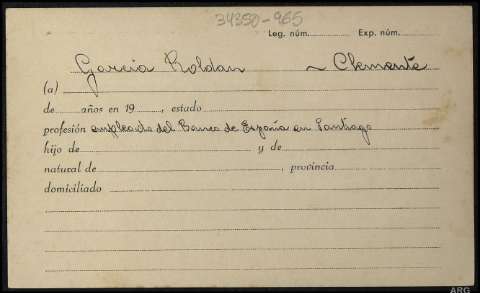 34350-965
Leg. núm. Exp. núm.
Garcia Roldan ~ Clemente
(a)
de años en 19 , estado
profesión empleado del Banco de España en Santiago
hijo de y de
natural de , provincia
domiciliado
ARG